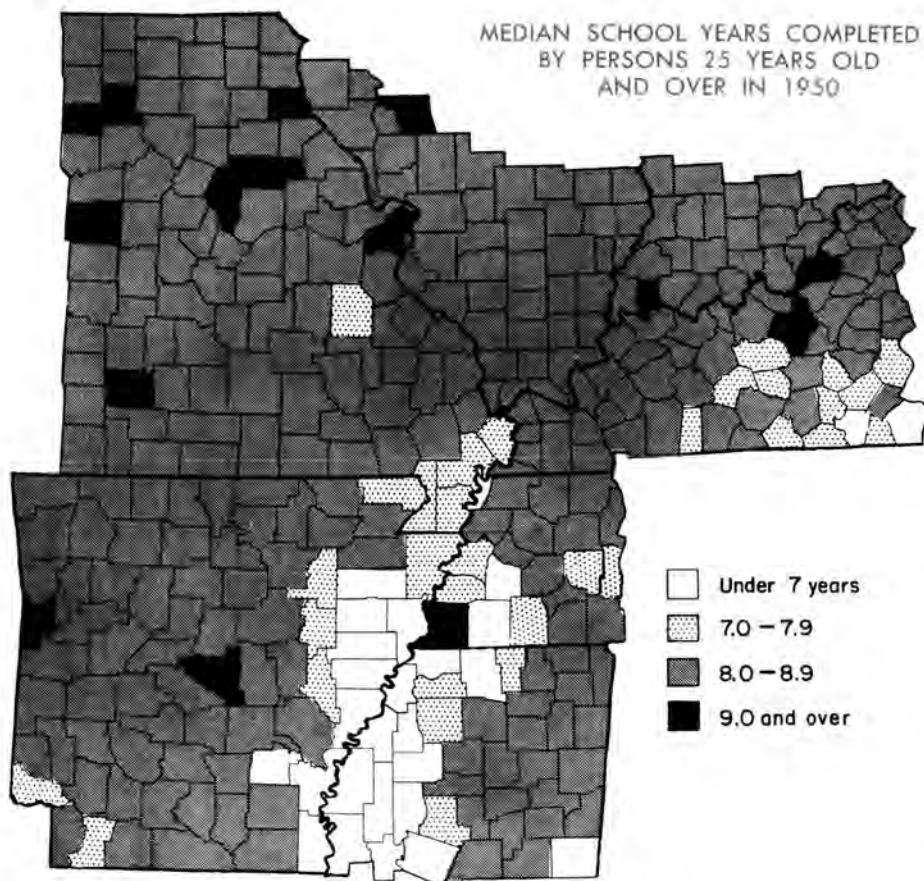 MEDIAN SCHOOL YEARS COMPLETED
BY PERSONS 25 YEARS OLD
AND OVER IN 1950
Under 7 years
7.0 – 7.9
8.0 – 8.9
9.0 and over